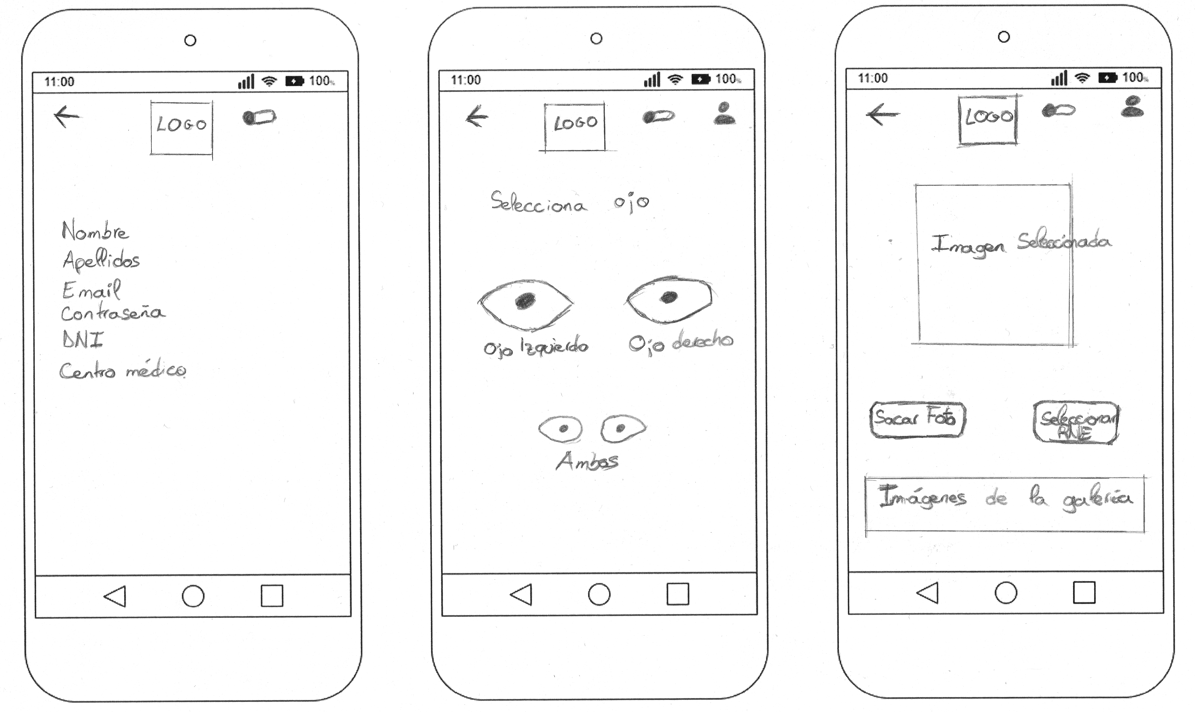 11:00 100%
LOGO
Nombre
Apellidos
Email
Contraseña
DNI
Centro médico
11:00 100%
LOGO
Selecciona ojo
Ojo Izquierdo
Ojo derecho
Ambos
11:00 100%
LOGO
Imagen Seleccionada
Sacar Foto
Seleccionar
Imágenes de la galería